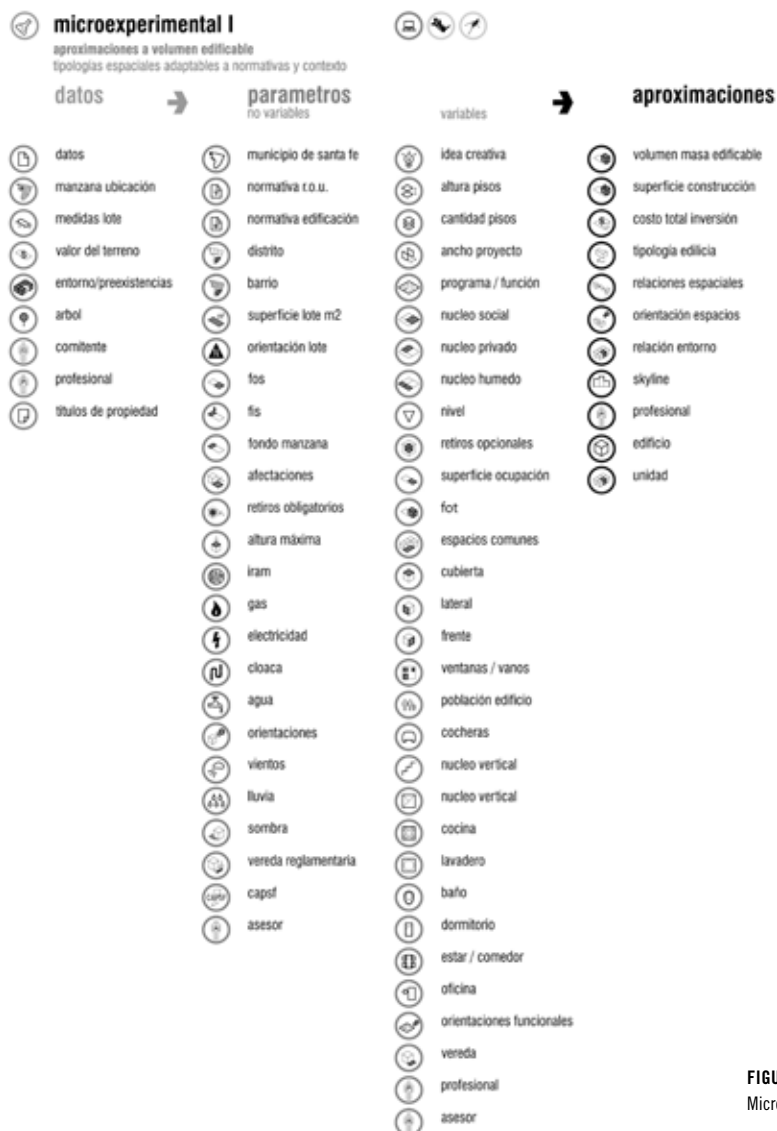 microexperimental I
aproximaciones a volumen edificable
tipologías espaciales adaptables a normativas y contexto
datos
datos
manzana ubicación
medidas lote
valor del terreno
entorno/preexistencias
arbol
comitente
profesional
titulos de propiedad
parametros
no variables
municipio de santa fe
normativa r.o.u.
normativa edificación
distrito
barrio
superficie lote m2
orientación lote
fos
fis
fondo manzana
afectaciones
retiros obligatorios
altura máxima
iram
gas
electricidad
cloaca
agua
orientaciones
vientos
lluvia
sombra
vereda reglamentaria
capsf
asesor
variables
idea creativa
altura pisos
cantidad pisos
ancho proyecto
programa / función
nucleo social
nucleo privado
nucleo humedo
nivel
retiros opcionales
superficie ocupación
fot
espacios comunes
cubierta
lateral
frente
ventanas / vanos
población edificio
cocheras
nucleo vertical
nucleo vertical
cocina
lavadero
baño
dormitorio
estar / comedor
oficina
orientaciones funcionales
vereda
profesional
asesor
aproximaciones
volumen masa edificable
superficie construcción
costo total inversión
tipología edilicia
relaciones espaciales
orientación espacios
relación entorno
skyline
profesional
edificio
unidad
FIGU
Micro